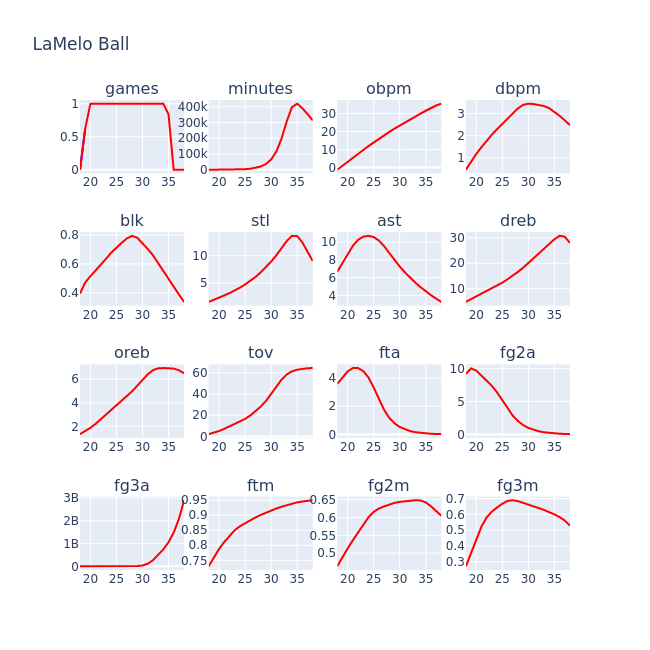 LaMelo Ball
games minutes obpm dbpm
1 0.5 0 20 25 30 35
400k 300k 200k 100k 0 20 25 30 35
30 20 10 0 20 25 30 35
3 2 1 20 25 30 35
blk stl ast dreb
0.8 0.6 0.4 20 25 30 35
10 5 20 25 30 35
10 8 6 4 20 25 30 35
30 20 10 20 25 30 35
oreb tov fta fg2a
6 4 2 20 25 30 35
60 40 20 0 20 25 30 35
4 2 0 20 25 30 35
10 5 0 20 25 30 35
fg3a ftm fg2m fg3m
3B 2B 1B 0 20 25 30 35
0.95 0.9 0.85 0.8 0.75 20 25 30 35
0.65 0.6 0.55 0.5 20 25 30 35
0.7 0.6 0.5 0.4 0.3 20 25 30 35